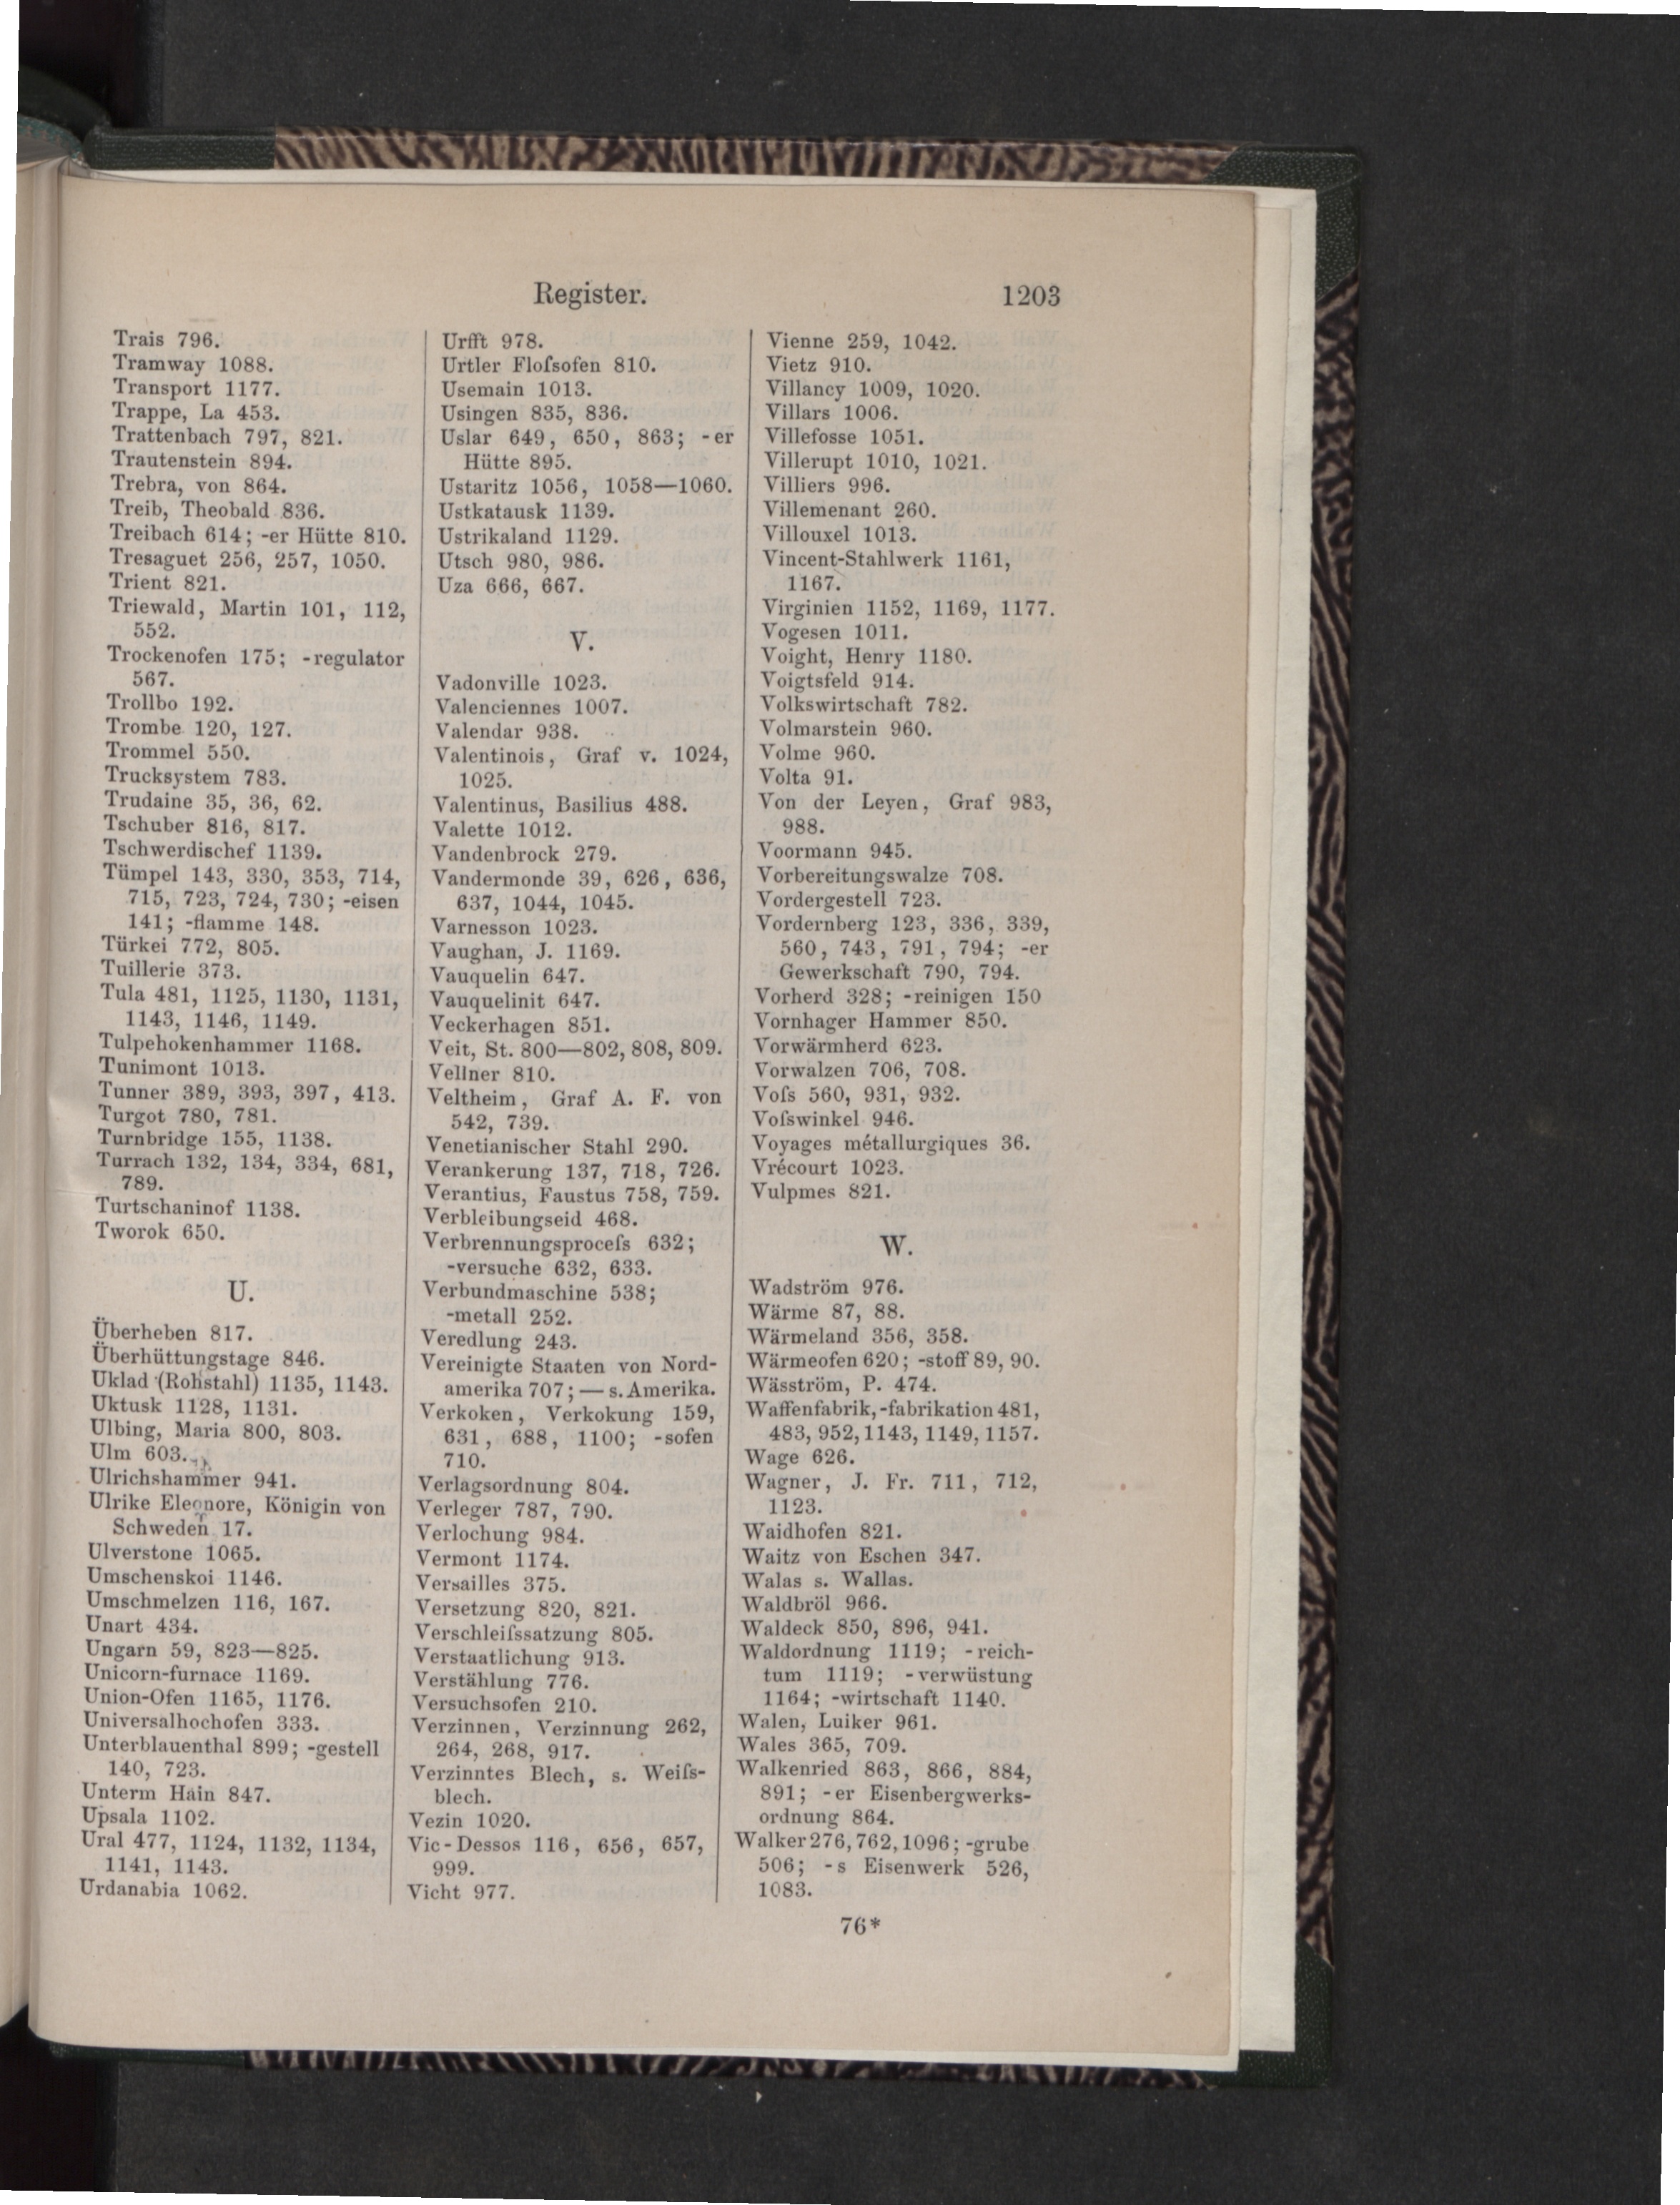 Register.
1203
Trais 796.
Tramway 1088.
Transport 1177.
Trappe, La 453.
Trattenbach 797, 821.
Trautenstein 894.
Trebra, von 864.
Treib, Theobald 836.
Treibach 614; -er Hütte 810.
Tresaguet 256, 257, 1050.
Trient 821.
Triewald, Martin 101, 112,
552.
Trockenofen 175; -regulator
567.
Trollbo 192.
Trombe 120, 127.
Trommel 550.
Trucksystem 783.
Trudaine 35, 36, 62.
Tschuber 816, 817.
Tschwerdischef 1139.
Tümpel 143, 330, 353, 714,
715, 723, 724, 730; -eisen
141; -flamme 148.
Türkei 772, 805.
Tuillerie 373.
Tula 481, 1125, 1130, 1131,
1143, 1146, 1149.
Tulpehokenhammer 1168.
Tunimont 1013.
Tunner 389, 393, 397, 413.
Turgot 780, 781.
Turnbridge 155, 1138.
Turrach 132, 134, 334, 681,
789.
Turtschaninof 1138.
Tworok 650.
U.
Überheben 817.
Überhüttungstage 846.
Uklad (Rohstahl) 1135, 1143.
Uktusk 1128, 1131.
Ulbing, Maria 800, 803.
Ulm 603.
Ulrichshammer 941.
Ulrike Eleonore, Königin von
Schweden 17.
Ulverstone 1065.
Umschenskoi 1146.
Umschmelzen 116, 167.
Unart 434.
Ungarn 59, 823—825.
Unicorn-furnace 1169.
Union-Ofen 1165, 1176.
Universalhochofen 333.
Unterblauenthal 899; -gestell
140, 723.
Unterm Hain 847.
Upsala 1102.
Ural 477, 1124, 1132, 1134,
1141, 1143.
Urdanabia 1062.
Urfft 978.
Urtler Floſsofen 810.
Usemain 1013.
Usingen 835, 836.
Uslar 649, 650, 863; -er
Hütte 895.
Ustaritz 1056, 1058—1060.
Ustkatausk 1139.
Ustrikaland 1129.
Utsch 980, 986.
Uza 666, 667.
V.
Vadonville 1023.
Valenciennes 1007.
Valendar 938.
Valentinois, Graf v. 1024,
1025.
Valentinus, Basilius 488.
Valette 1012.
Vandenbrock 279.
Vandermonde 39, 626, 636,
637, 1044, 1045.
Varnesson 1023.
Vaughan, J. 1169.
Vauquelin 647.
Vauquelinit 647.
Veckerhagen 851.
Veit, St. 800—802, 808, 809.
Vellner 810.
Veltheim, Graf A. F. von
542, 739.
Venetianischer Stahl 290.
Verankerung 137, 718, 726.
Verantius, Faustus 758, 759.
Verbleibungseid 468.
Verbrennungsproceſs 632;
-versuche 632, 633.
Verbundmaschine 538;
-metall 252.
Veredlung 243.
Vereinigte Staaten von Nord-
amerika 707; — s. Amerika.
Verkoken, Verkokung 159,
631, 688, 1100; -sofen
710.
Verlagsordnung 804.
Verleger 787, 790.
Verlochung 984.
Vermont 1174.
Versailles 375.
Versetzung 820, 821.
Verschleiſssatzung 805.
Verstaatlichung 913.
Verstählung 776.
Versuchsofen 210.
Verzinnen, Verzinnung 262,
264, 268, 917.
Verzinntes Blech, s. Weiſs-
blech.
Vezin 1020.
Vic-Dessos 116, 656, 657,
999.
Vicht 977.
Vienne 259, 1042.
Vietz 910.
Villancy 1009, 1020.
Villars 1006.
Villefosse 1051.
Villerupt 1010, 1021.
Villiers 996.
Villemenant 260.
Villouxel 1013.
Vincent-Stahlwerk 1161,
1167.
Virginien 1152, 1169, 1177.
Vogesen 1011.
Voight, Henry 1180.
Voigtsfeld 914.
Volkswirtschaft 782.
Volmarstein 960.
Volme 960.
Volta 91.
Von der Leyen, Graf 983,
988.
Voormann 945.
Vorbereitungswalze 708.
Vordergestell 723.
Vordernberg 123, 336, 339,
560, 743, 791, 794; -er
Gewerkschaft 790, 794.
Vorherd 328; -reinigen 150
Vornhager Hammer 850.
Vorwärmherd 623.
Vorwalzen 706, 708.
Voſs 560, 931, 932.
Voſswinkel 946.
Voyages métallurgiques 36.
Vrécourt 1023.
Vulpmes 821.
W.
Wadström 976.
Wärme 87, 88.
Wärmeland 356, 358.
Wärmeofen 620; -stoff 89, 90.
Wäsström, P. 474.
Waffenfabrik, -fabrikation 481,
483, 952, 1143, 1149, 1157.
Wage 626.
Wagner, J. Fr. 711, 712,
1123.
Waidhofen 821.
Waitz von Eschen 347.
Walas s. Wallas.
Waldbröl 966.
Waldeck 850, 896, 941.
Waldordnung 1119; -reich-
tum 1119; -verwüstung
1164; -wirtschaft 1140.
Walen, Luiker 961.
Wales 365, 709.
Walkenried 863, 866, 884,
891; -er Eisenbergwerks-
ordnung 864.
Walker 276, 762, 1096; -grube
506; -s Eisenwerk 526,
1083.
76*